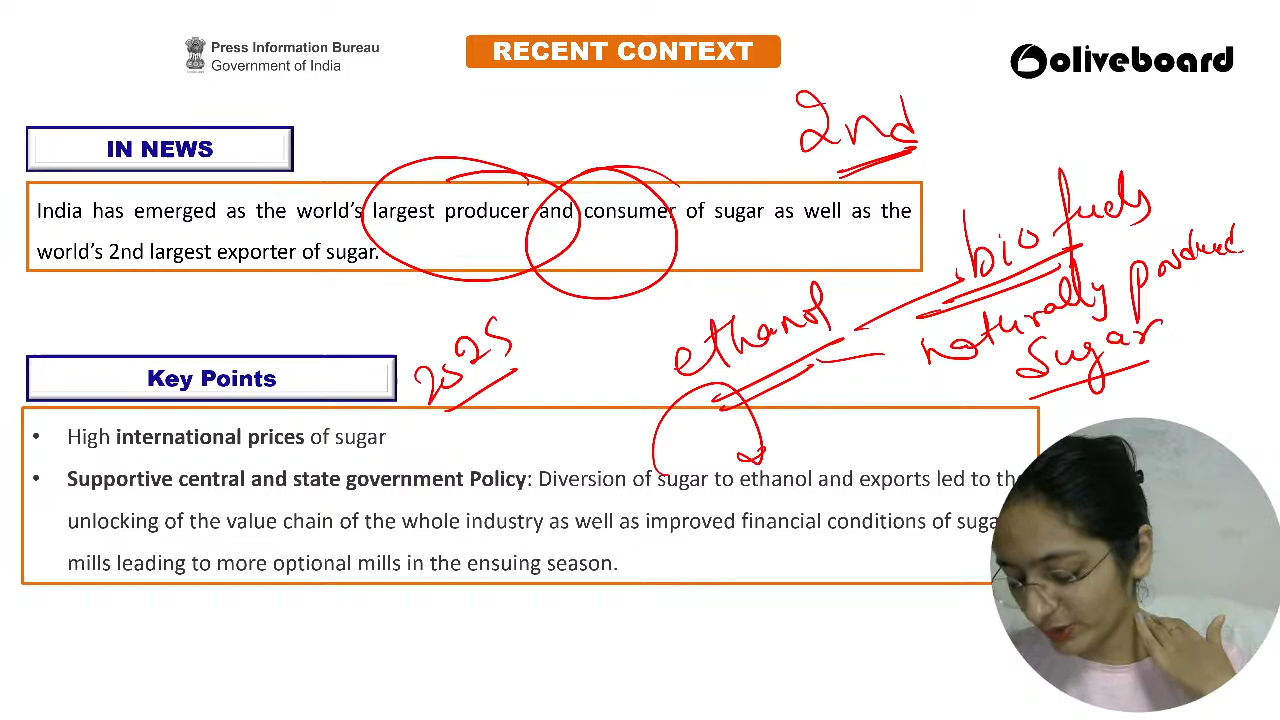 Press Information Bureau
Government of India
RECENT CONTEXT
oliveboard
2nd
IN NEWS
India has emerged as the world's largest producer and consumer of sugar as well as the
world's 2nd largest exporter of sugar.
bio fuels
naturally produced
sugar
ethanol
2025
Key Points
• High international prices of sugar
• Supportive central and state government Policy: Diversion of sugar to ethanol and exports led to the
unlocking of the value chain of the whole industry as well as improved financial conditions of suga
mills leading to more optional mills in the ensuing season.